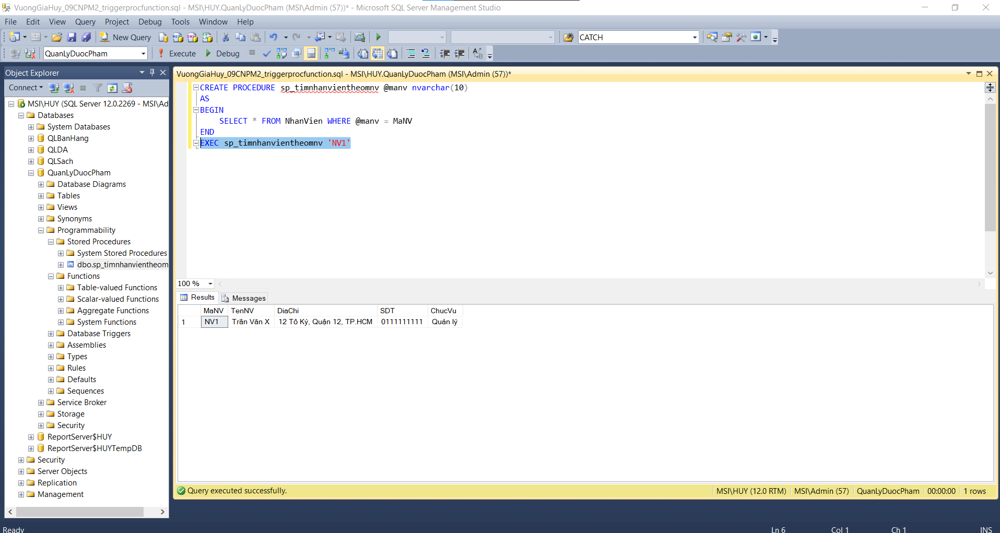 VuongGiaHuy_09CNPM2_triggerprocfunction.sql - MSI\HUY.QuanLyDuocPham (MSI\Admin (57))* - Microsoft SQL Server Management Studio
File Edit View Query Project Debug Tools Window Help
New Query CATCH
QuanLyDuocPham Execute Debug
Object Explorer
Connect
MSI\HUY (SQL Server 12.0.2269 - MSI\Ad
Databases
System Databases
QLBanHang
QLDA
QLSach
QuanLyDuocPham
Database Diagrams
Tables
Views
Synonyms
Programmability
Stored Procedures
System Stored Procedures
dbo.sp_timnhanvientheom
Functions
Table-valued Functions
Scalar-valued Functions
Aggregate Functions
System Functions
Database Triggers
Assemblies
Types
Rules
Defaults
Sequences
Service Broker
Storage
Security
ReportServer$HUY
ReportServer$HUYTempDB
Security
Server Objects
Replication
Management
VuongGiaHuy_09CNPM2_triggerprocfunction.sql - MSI\HUY.QuanLyDuocPham (MSI\Admin (57))*
CREATE PROCEDURE sp_timnhanvientheomnv @manv nvarchar(10)
AS
BEGIN
SELECT * FROM NhanVien WHERE @manv = MaNV
END
EXEC sp_timnhanvientheomnv 'NV1'
100 %
Results Messages
MaNV TenNV DiaChi SDT ChucVu
1 NV1 Trần Văn X 12 Tô Ký, Quận 12, TP.HCM 0111111111 Quản lý
Query executed successfully. MSI\HUY (12.0 RTM) MSI\Admin (57) QuanLyDuocPham 00:00:00 1 rows
Ready Ln 6 Col 1 Ch 1 INS